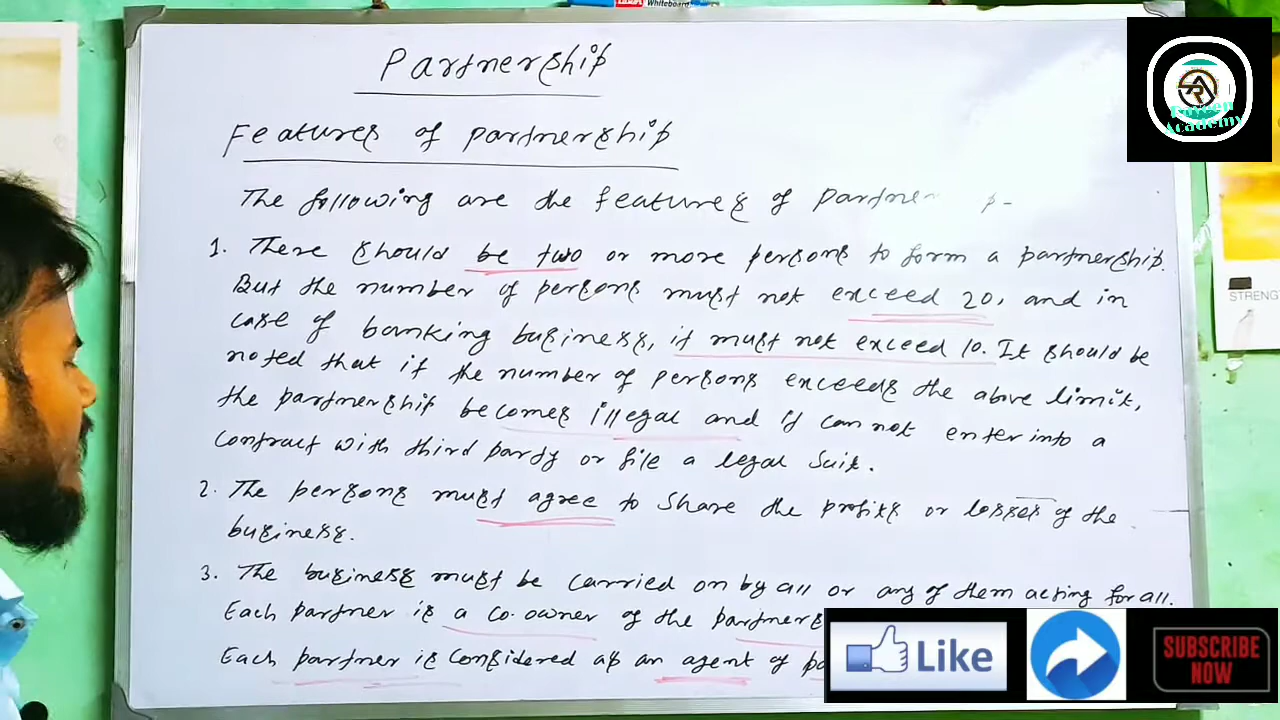 Whiteboard
Partnership
Features of partnership
The following are the features of partner p-
1. There should be two or more persons to form a partnership.
But the number of persons must not exceed 20, and in
case of banking business, it must not exceed 10. It should be
noted that if the number of persons exceeds the above limit,
the partnership becomes illegal and it can not enter into a
contract with third party or file a legal suit.
2. The persons must agree to share the profits or losses of the
business.
3. The business must be carried on by all or any of them acting for all.
Each partner is a co-owner of the partners
Each partner is considered as an agent of pa
Academy
STRENGT
Like
SUBSCRIBE
NOW